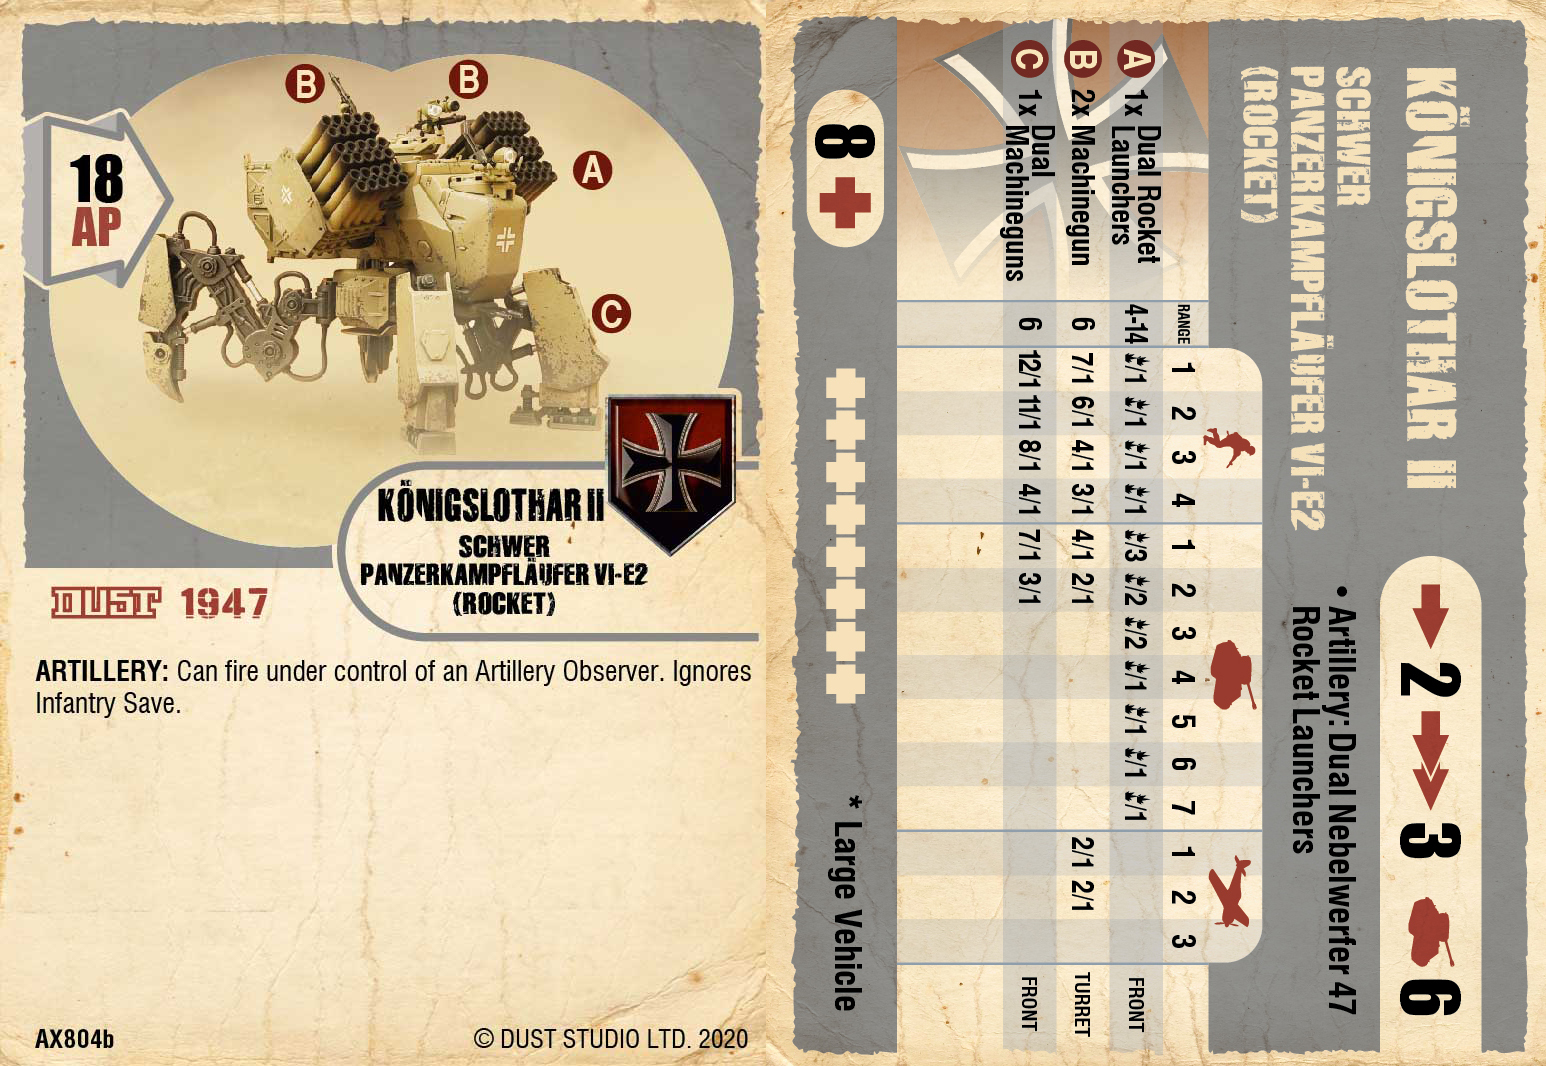 B
B
A
C
18
AP
KÖNIGSLOTHAR II
SCHWER
PANZERKAMPFLÄUFER VI-E2
(ROCKET)
DUST 1947
ARTILLERY: Can fire under control of an Artillery Observer. Ignores
Infantry Save.
AX804b
© DUST STUDIO LTD. 2020
KÖNIGSLOTHAR II
SCHWER
PANZERKAMPFLÄUFER VI-E2
(ROCKET)
2 3 6
• Artillery: Dual Nebelwerfer 47
Rocket Launchers
RANGE 1 2 3 4 1 2 3 4 5 6 7 1 2 3
A 1x Dual Rocket
Launchers 4-14 /1 /1 /1 /1 /3 /2 /2 /1 /1 /1 /1 FRONT
B 2x Machinegun 6 7/1 6/1 4/1 3/1 4/1 2/1 2/1 2/1 TURRET
C 1x Dual
Machineguns 6 12/1 11/1 8/1 4/1 7/1 3/1 FRONT
8
* Large Vehicle